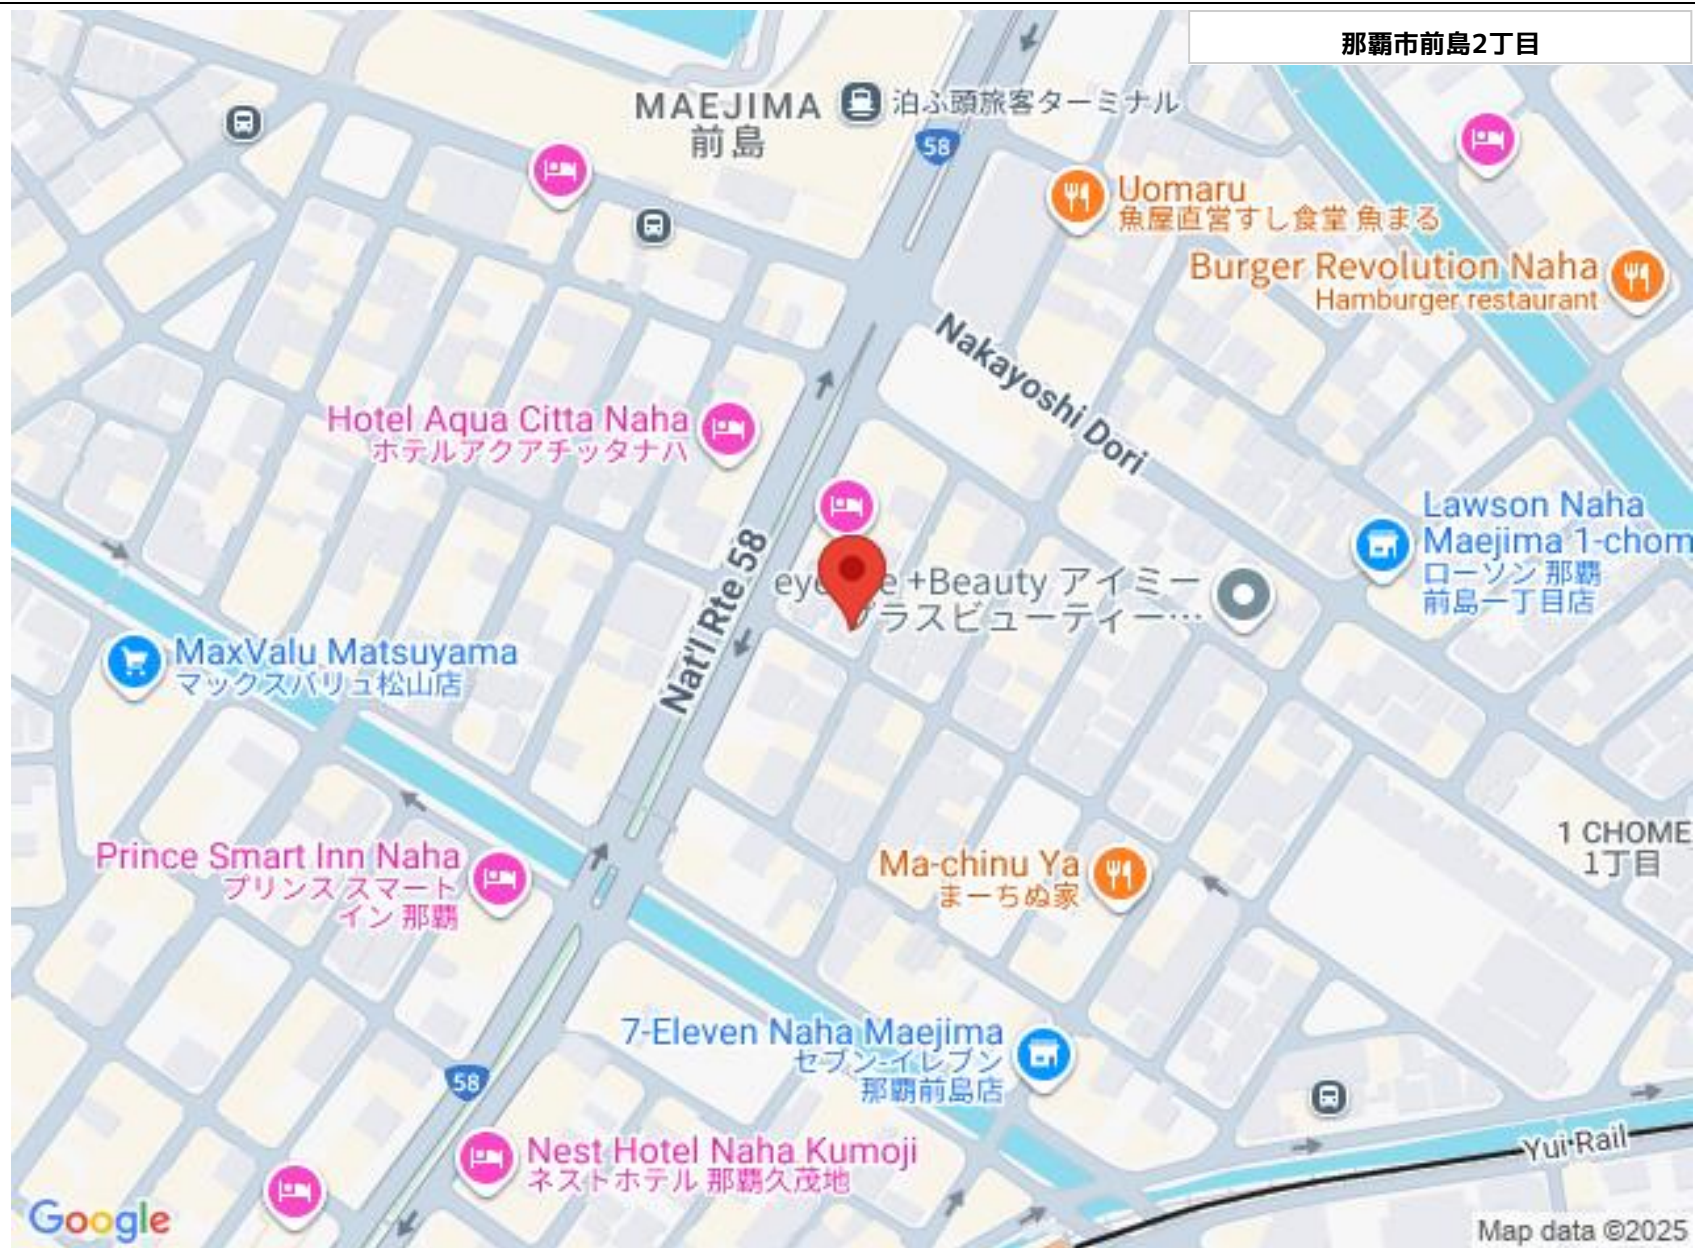 那覇市前島2丁目
MAEJIMA
前島
泊ふ頭旅客ターミナル
58
Uomaru
魚屋直営すし食堂 魚まる
Burger Revolution Naha
Hamburger restaurant
Nakayoshi Dori
Hotel Aqua Citta Naha
ホテルアクアチッタナハ
Lawson Naha
Maejima 1-chom
ローソン 那覇
前島一丁目店
Nat'l Rte 58
+Beauty アイミー
ラスビューティー…
MaxValu Matsuyama
マックスバリュ松山店
1 CHOME
1丁目
Prince Smart Inn Naha
プリンス スマート
イン 那覇
Ma-chinu Ya
まーちぬ家
7-Eleven Naha Maejima
セブン-イレブン
那覇前島店
58
Nest Hotel Naha Kumoji
ネストホテル 那覇久茂地
Yui Rail
Google
Map data ©2025